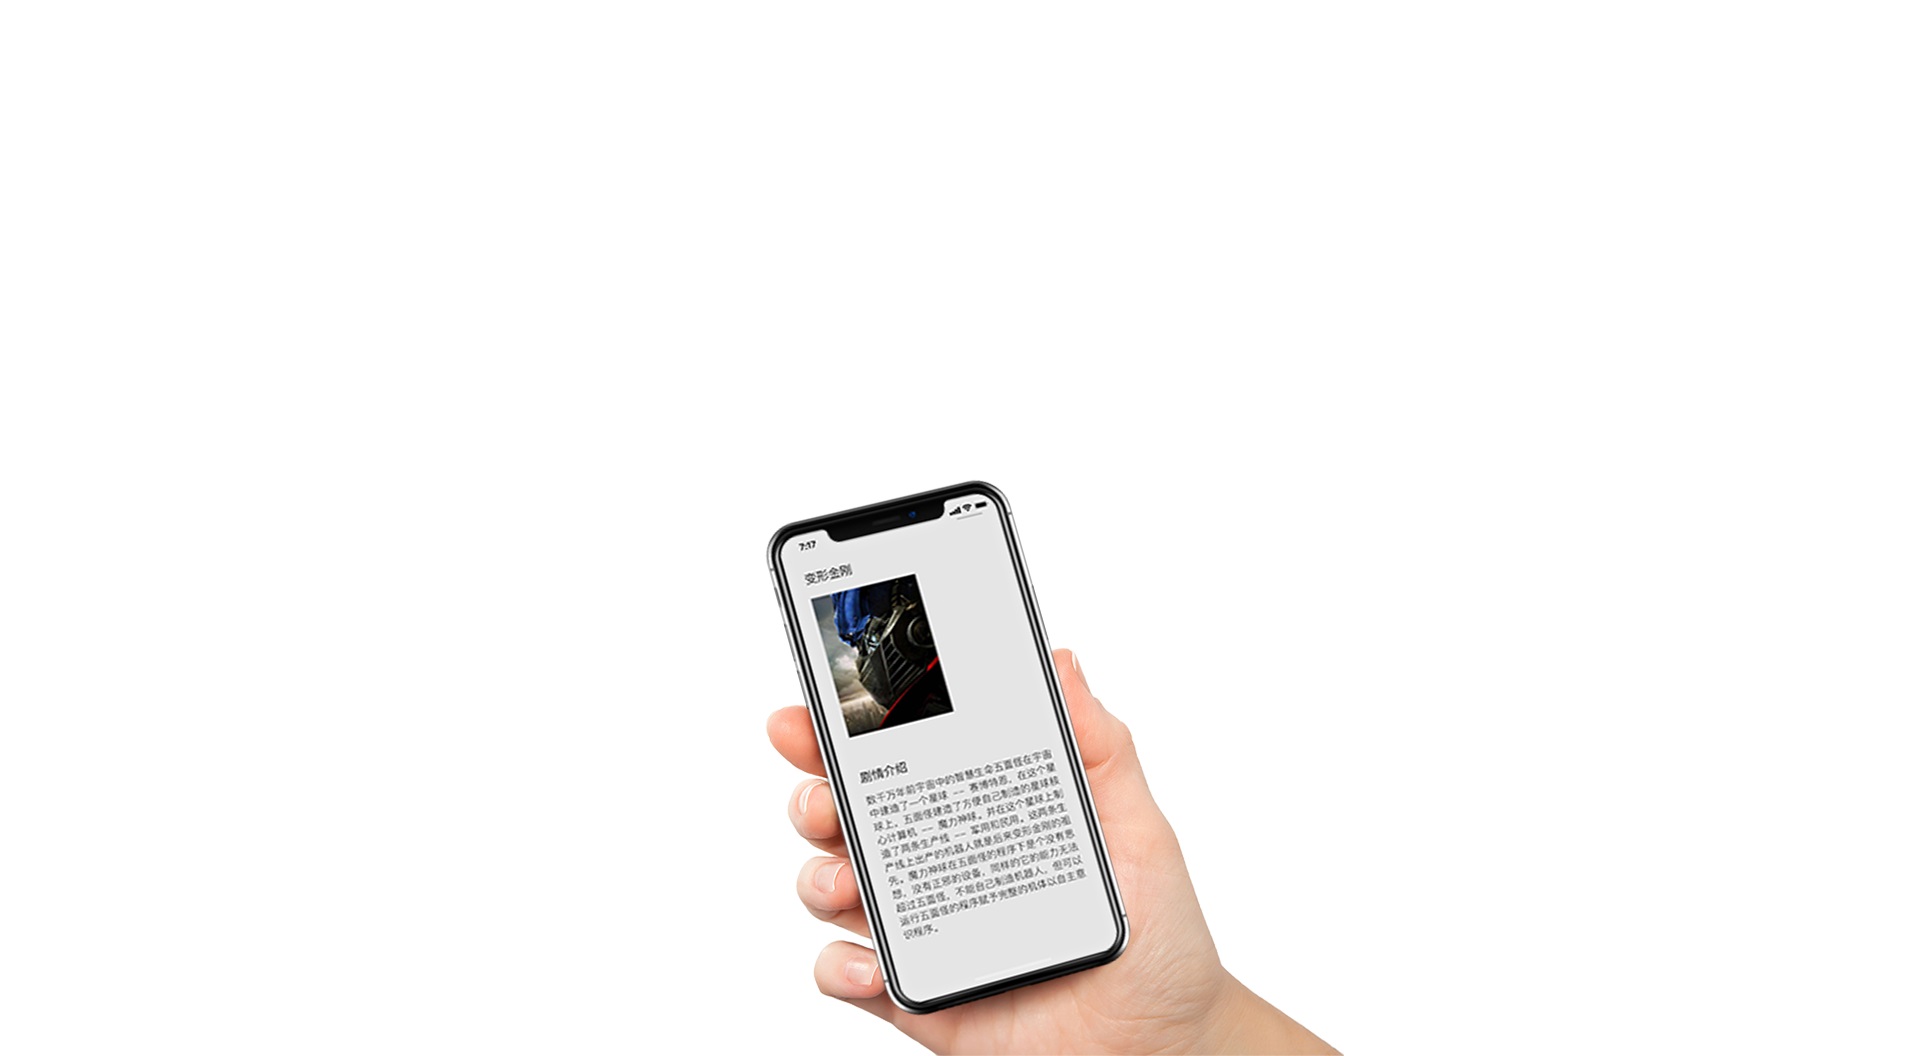 7:17
变形金刚
剧情介绍
数千万年前宇宙中的智慧生命五面怪在宇宙
中建造了一个星球 -- 赛博特恩，在这个星
球上，五面怪建造了方便自己制造的星球核
心计算机 -- 魔力神球。并在这个星球上制
造了两条生产线 -- 军用和民用。这两条生
产线上出产的机器人就是后来变形金刚的祖
先。魔力神球在五面怪的程序下是个没有思
想，没有正邪的设备，同样的它的能力无法
超过五面怪，不能自己制造机器人，但可以
运行五面怪的程序赋予完整的机体以自主意
识程序。